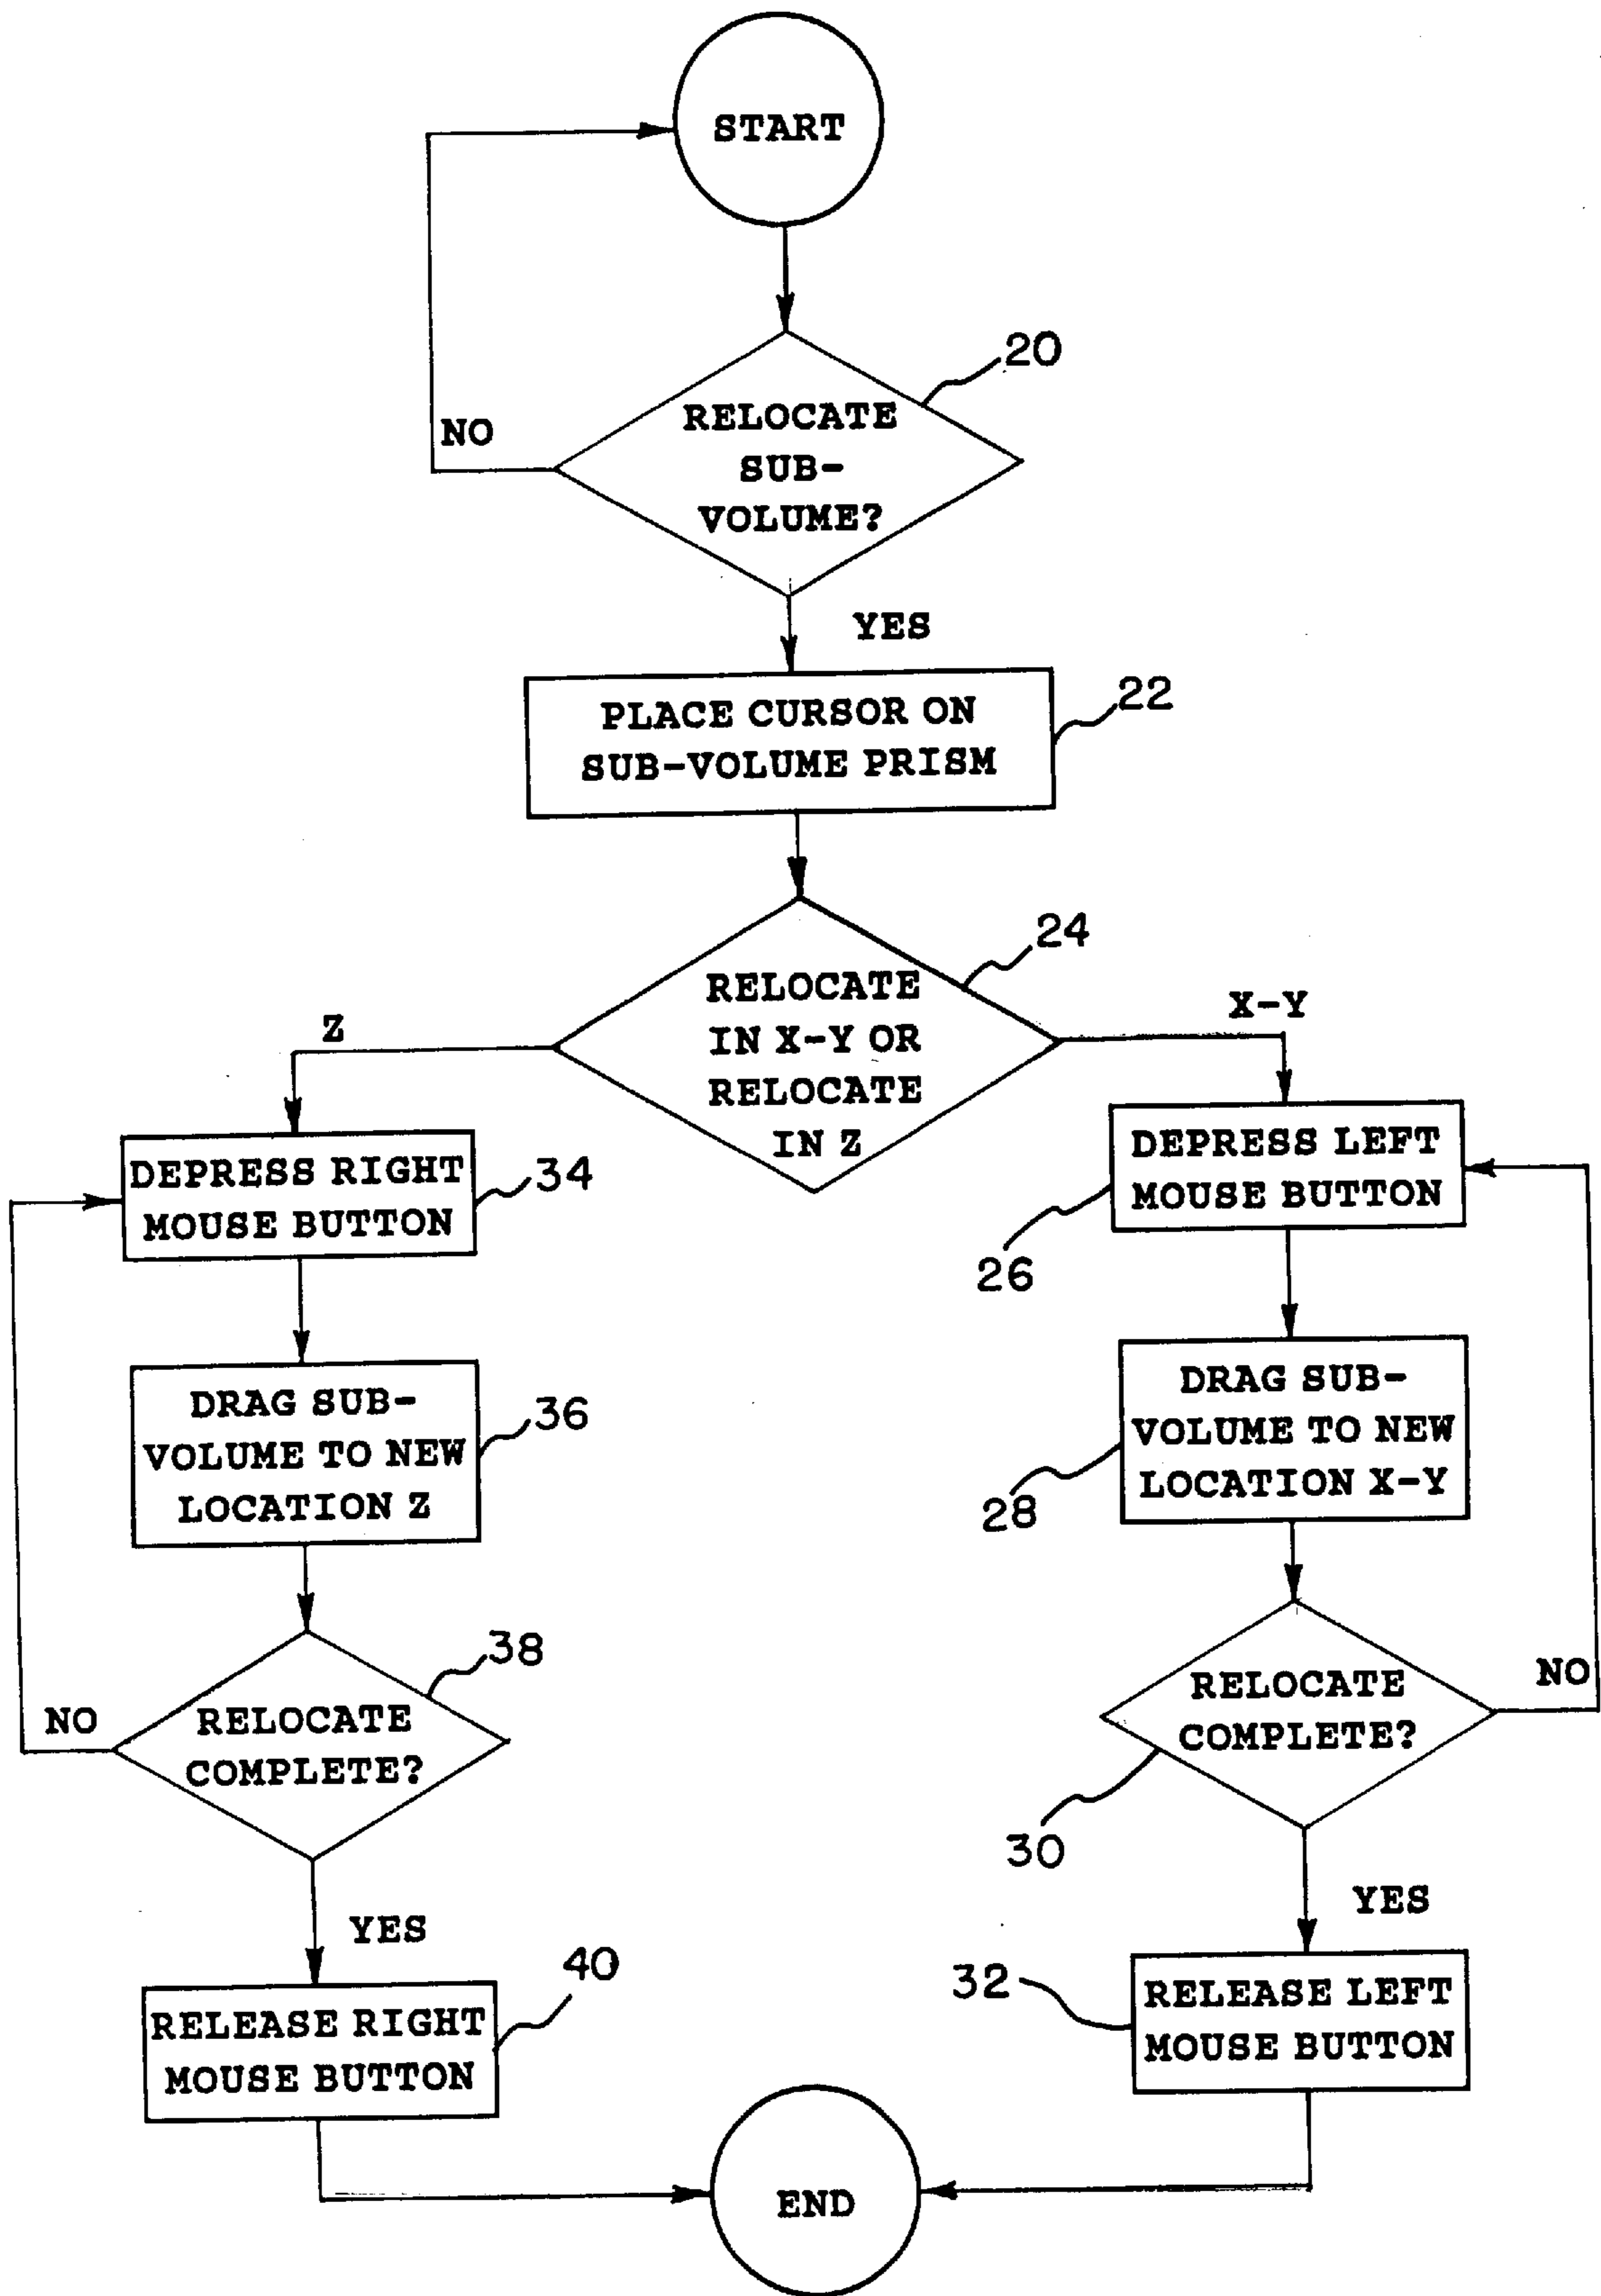 START
20
NO
RELOCATE
SUB-
VOLUME?
YES
22
PLACE CURSOR ON
SUB-VOLUME PRISM
24
RELOCATE
IN X-Y OR
RELOCATE
IN Z
Z
X-Y
DEPRESS RIGHT
MOUSE BUTTON
34
DEPRESS LEFT
MOUSE BUTTON
26
DRAG SUB-
VOLUME TO NEW
LOCATION Z
36
DRAG SUB-
VOLUME TO NEW
LOCATION X-Y
28
38
NO
RELOCATE
COMPLETE?
RELOCATE
COMPLETE?
NO
30
YES
YES
40
RELEASE RIGHT
MOUSE BUTTON
32
RELEASE LEFT
MOUSE BUTTON
END